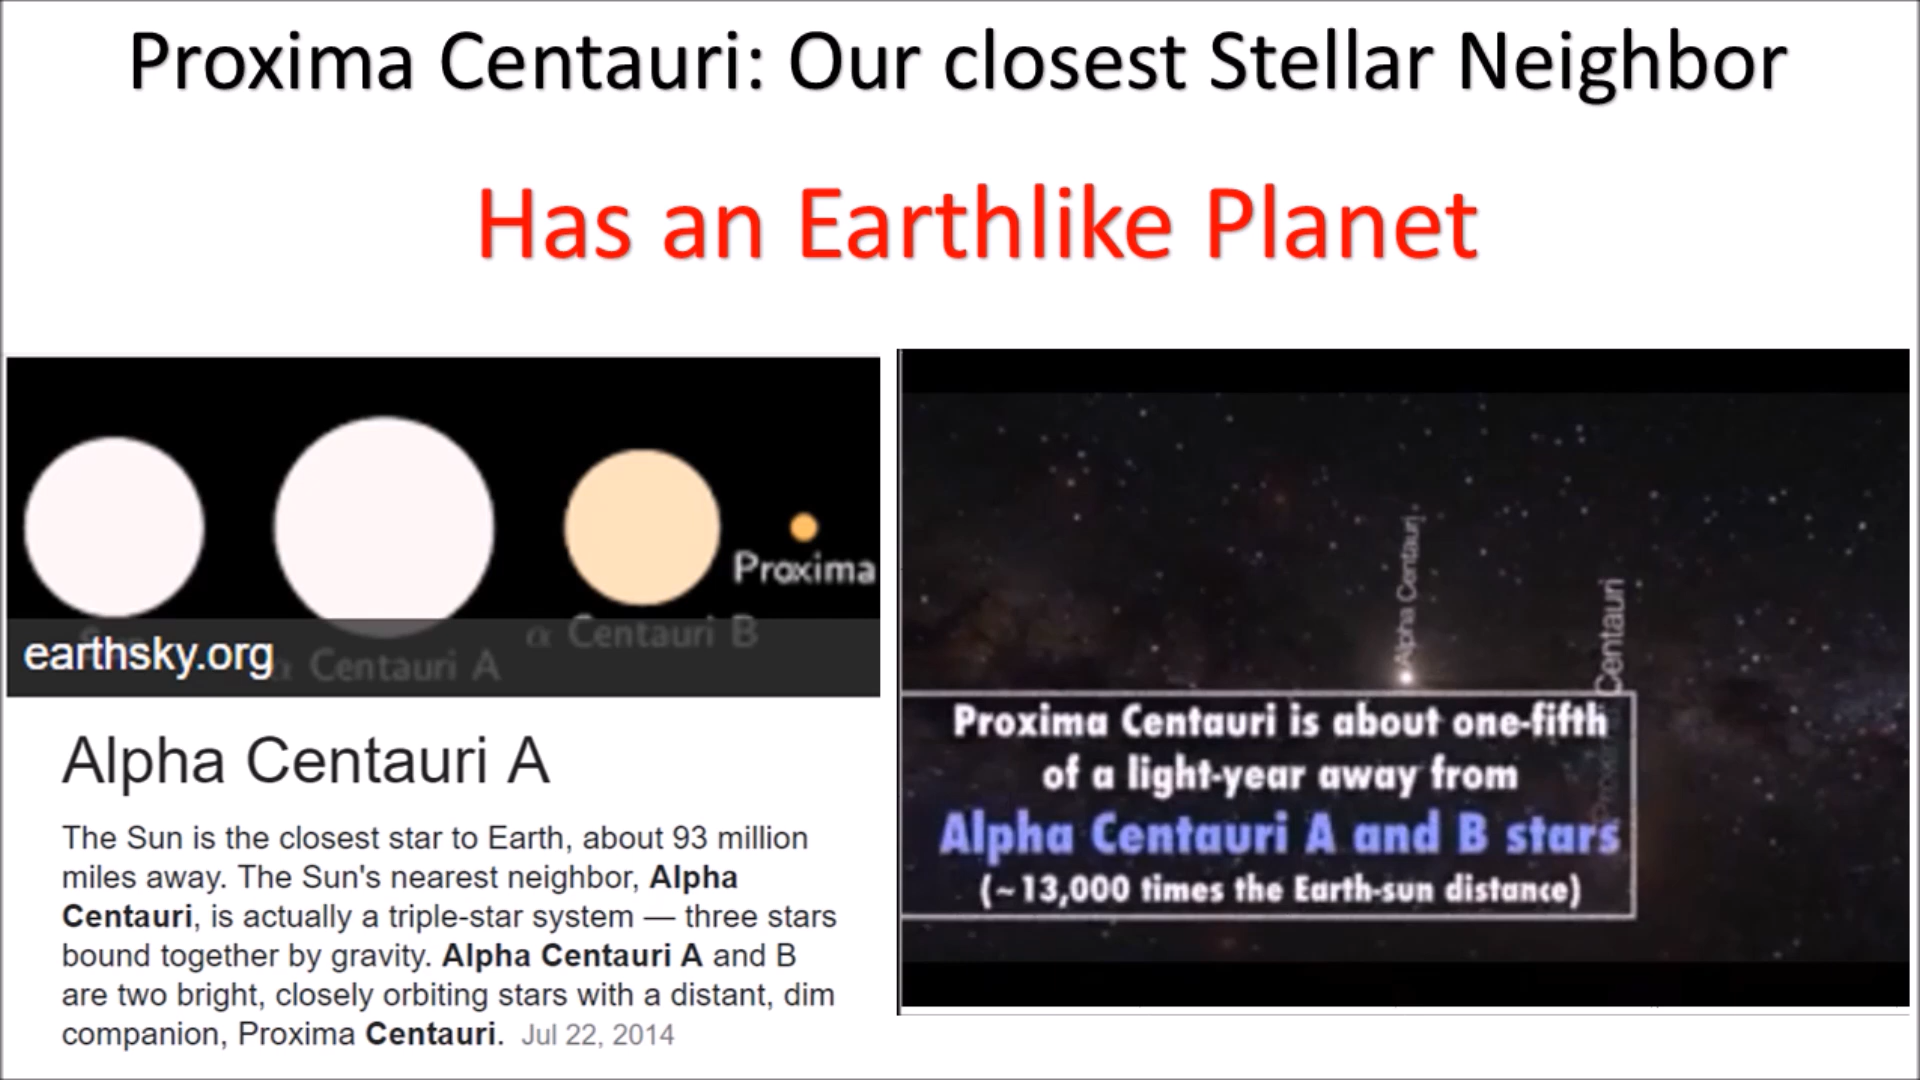 Proxima Centauri: Our closest Stellar Neighbor
Has an Earthlike Planet
Proxima
α Centauri B
earthsky.org
α Centauri A
Alpha Centauri A
The Sun is the closest star to Earth, about 93 million
miles away. The Sun's nearest neighbor, Alpha
Centauri, is actually a triple-star system — three stars
bound together by gravity. Alpha Centauri A and B
are two bright, closely orbiting stars with a distant, dim
companion, Proxima Centauri. Jul 22, 2014
Alpha Centauri
Proxima Centauri
Proxima Centauri is about one-fifth
of a light-year away from
Alpha Centauri A and B stars
(~13,000 times the Earth-sun distance)